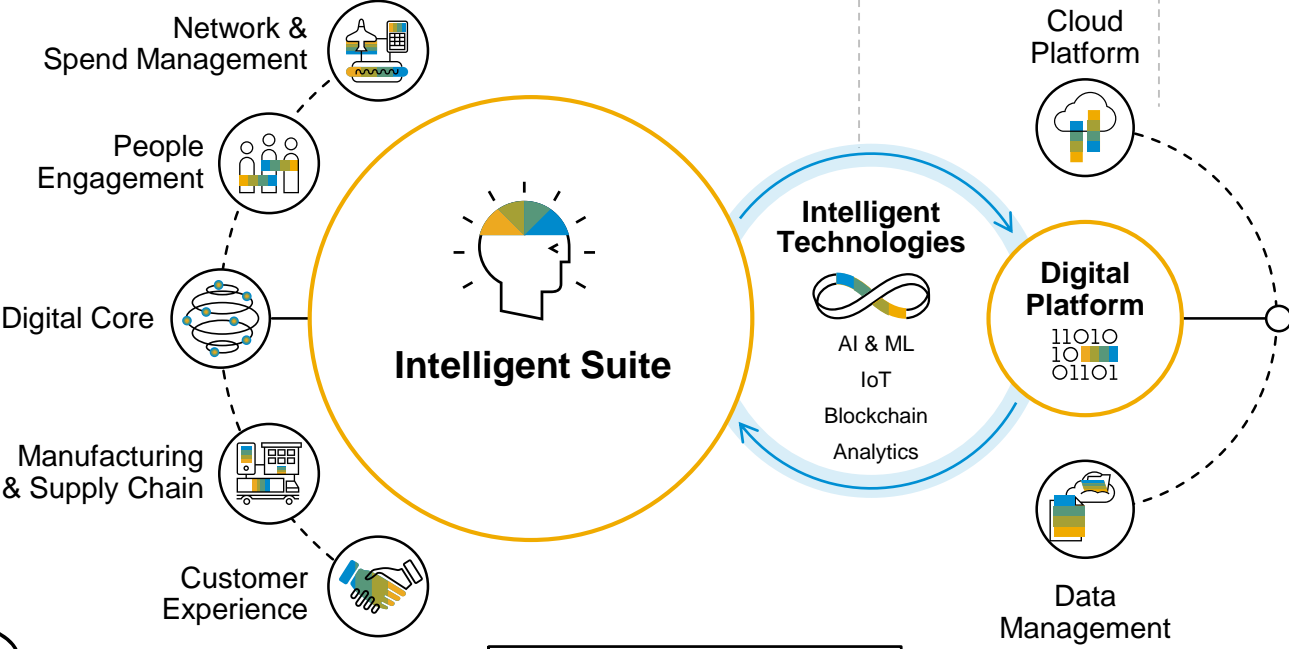 Network &
Spend Management
People
Engagement
Digital Core
Manufacturing
& Supply Chain
Customer
Experience
Intelligent Suite
Intelligent
Technologies
AI & ML
IoT
Blockchain
Analytics
Cloud
Platform
Digital
Platform
11010
10
01101
Data
Management